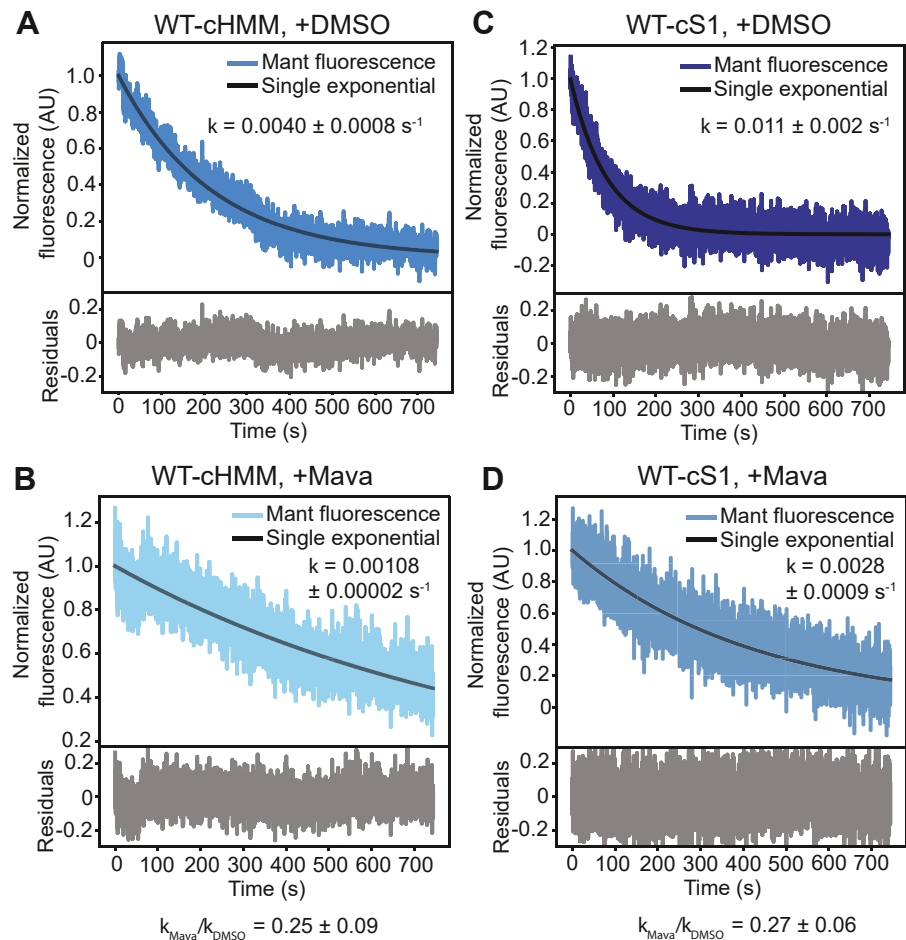 A
WT-cHMM, +DMSO
Normalized
fluorescence (AU)
1.0
0.8
0.6
0.4
0.2
0
Mant fluorescence
Single exponential
k = 0.0040 ± 0.0008 s⁻¹
Residuals
0.2
0
-0.2
0 100 200 300 400 500 600 700
Time (s)
C
WT-cS1, +DMSO
Normalized
fluorescence (AU)
1.2
1.0
0.8
0.6
0.4
0.2
0
-0.2
Mant fluorescence
Single exponential
k = 0.011 ± 0.002 s⁻¹
Residuals
0.2
0
-0.2
0 100 200 300 400 500 600 700
Time (s)
B
WT-cHMM, +Mava
Normalized
fluorescence (AU)
1.2
1.0
0.8
0.6
0.4
0.2
Mant fluorescence
Single exponential
k = 0.00108
± 0.00002 s⁻¹
Residuals
0.2
0
-0.2
0 100 200 300 400 500 600 700
Time (s)
k_Mava/k_DMSO = 0.25 ± 0.09
D
WT-cS1, +Mava
Normalized
fluorescence (AU)
1.2
1.0
0.8
0.6
0.4
0.2
0
Mant fluorescence
Single exponential
k = 0.0028
± 0.0009 s⁻¹
Residuals
0.2
0
-0.2
0 100 200 300 400 500 600 700
Time (s)
k_Mava/k_DMSO = 0.27 ± 0.06